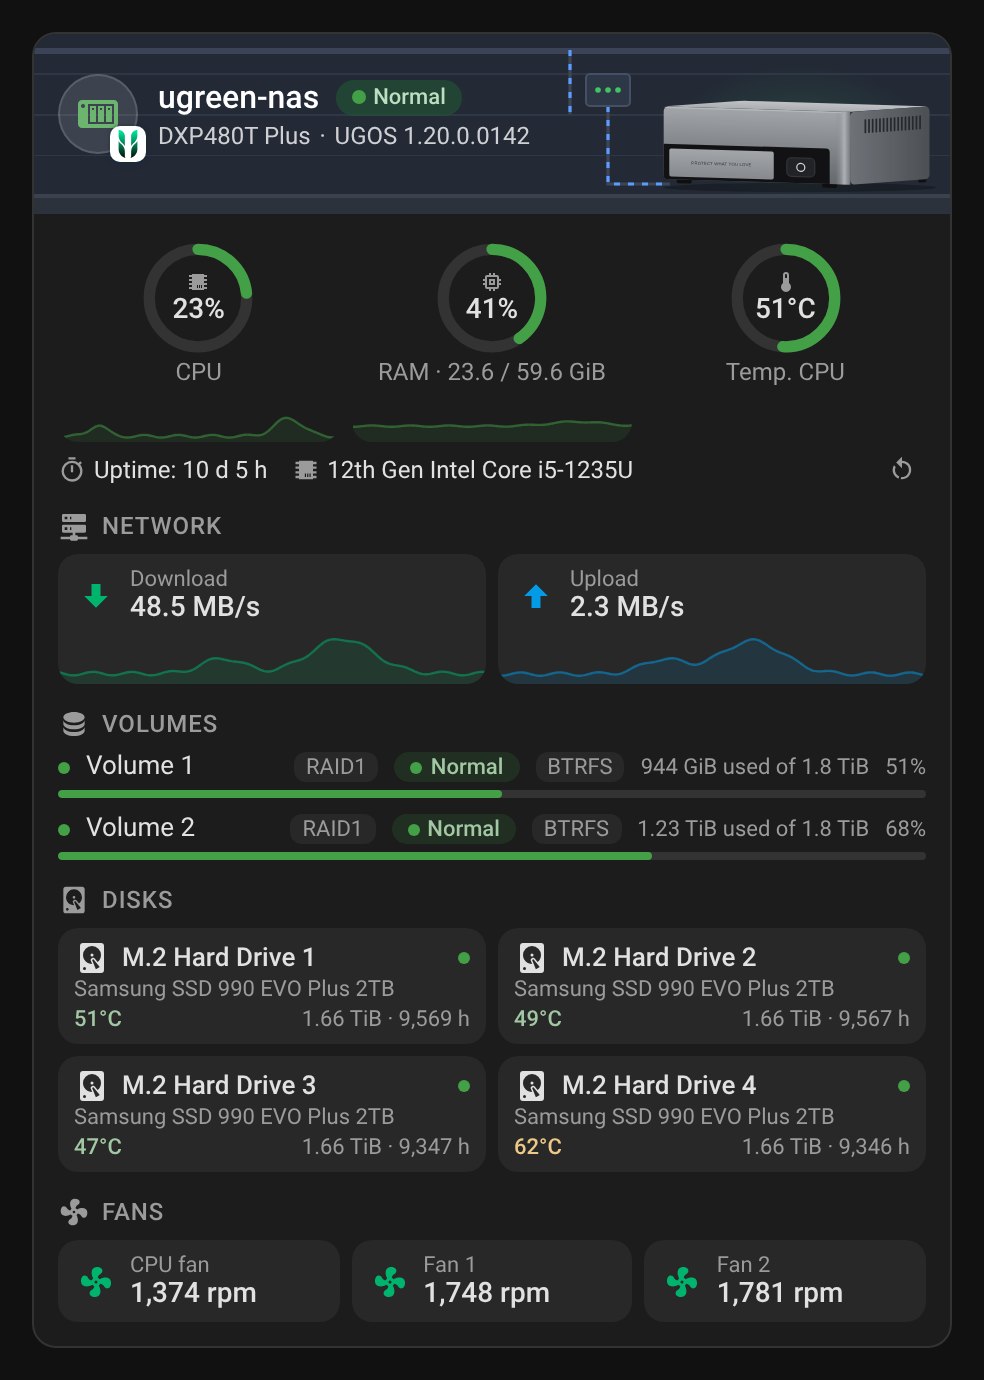 ugreen-nas
Normal
DXP480T Plus · UGOS 1.20.0.0142
PROTECT WHAT YOU LOVE
23%
41%
51°C
CPU
RAM · 23.6 / 59.6 GiB
Temp. CPU
Uptime: 10 d 5 h
12th Gen Intel Core i5-1235U
NETWORK
Download
48.5 MB/s
Upload
2.3 MB/s
VOLUMES
Volume 1 RAID1 Normal BTRFS 944 GiB used of 1.8 TiB 51%
Volume 2 RAID1 Normal BTRFS 1.23 TiB used of 1.8 TiB 68%
DISKS
M.2 Hard Drive 1
Samsung SSD 990 EVO Plus 2TB
51°C 1.66 TiB · 9,569 h
M.2 Hard Drive 2
Samsung SSD 990 EVO Plus 2TB
49°C 1.66 TiB · 9,567 h
M.2 Hard Drive 3
Samsung SSD 990 EVO Plus 2TB
47°C 1.66 TiB · 9,347 h
M.2 Hard Drive 4
Samsung SSD 990 EVO Plus 2TB
62°C 1.66 TiB · 9,346 h
FANS
CPU fan
1,374 rpm
Fan 1
1,748 rpm
Fan 2
1,781 rpm